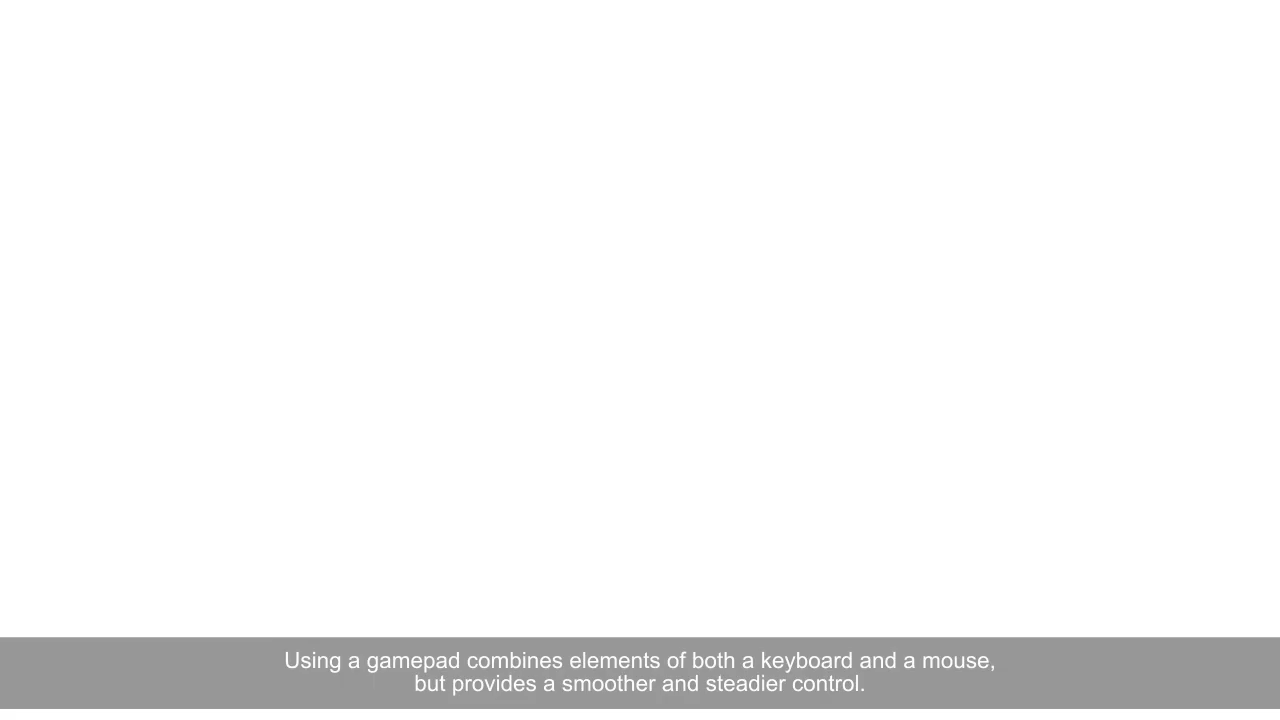 Using a gamepad combines elements of both a keyboard and a mouse,
but provides a smoother and steadier control.